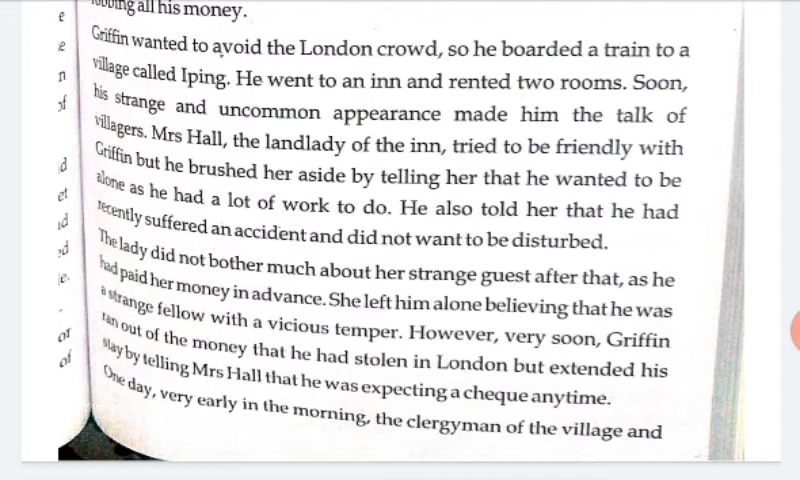 all his money.
Griffin wanted to avoid the London crowd, so he boarded a train to a
village called Iping. He went to an inn and rented two rooms. Soon,
his strange and uncommon appearance made him the talk of
villagers. Mrs Hall, the landlady of the inn, tried to be friendly with
Griffin but he brushed her aside by telling her that he wanted to be
alone as he had a lot of work to do. He also told her that he had
recently suffered an accident and did not want to be disturbed.
The lady did not bother much about her strange guest after that, as he
had paid her money in advance. She left him alone believing that he was
a strange fellow with a vicious temper. However, very soon, Griffin
ran out of the money that he had stolen in London but extended his
stay by telling Mrs Hall that he was expecting a cheque anytime.
One day, very early in the morning, the clergyman of the village and